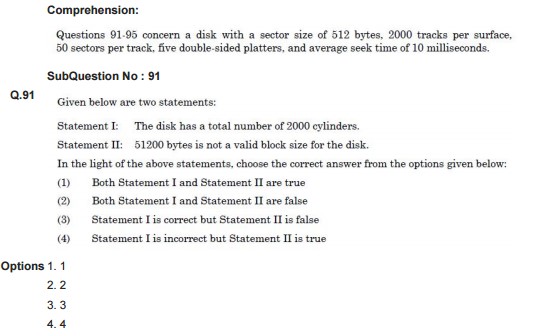 Comprehension:
Questions 91-95 concern a disk with a sector size of 512 bytes, 2000 tracks per surface,
50 sectors per track, five double-sided platters, and average seek time of 10 milliseconds.
SubQuestion No : 91
Q.91
Given below are two statements:
Statement I: The disk has a total number of 2000 cylinders.
Statement II: 51200 bytes is not a valid block size for the disk.
In the light of the above statements, choose the correct answer from the options given below:
(1) Both Statement I and Statement II are true
(2) Both Statement I and Statement II are false
(3) Statement I is correct but Statement II is false
(4) Statement I is incorrect but Statement II is true
Options 1. 1
2. 2
3. 3
4. 4